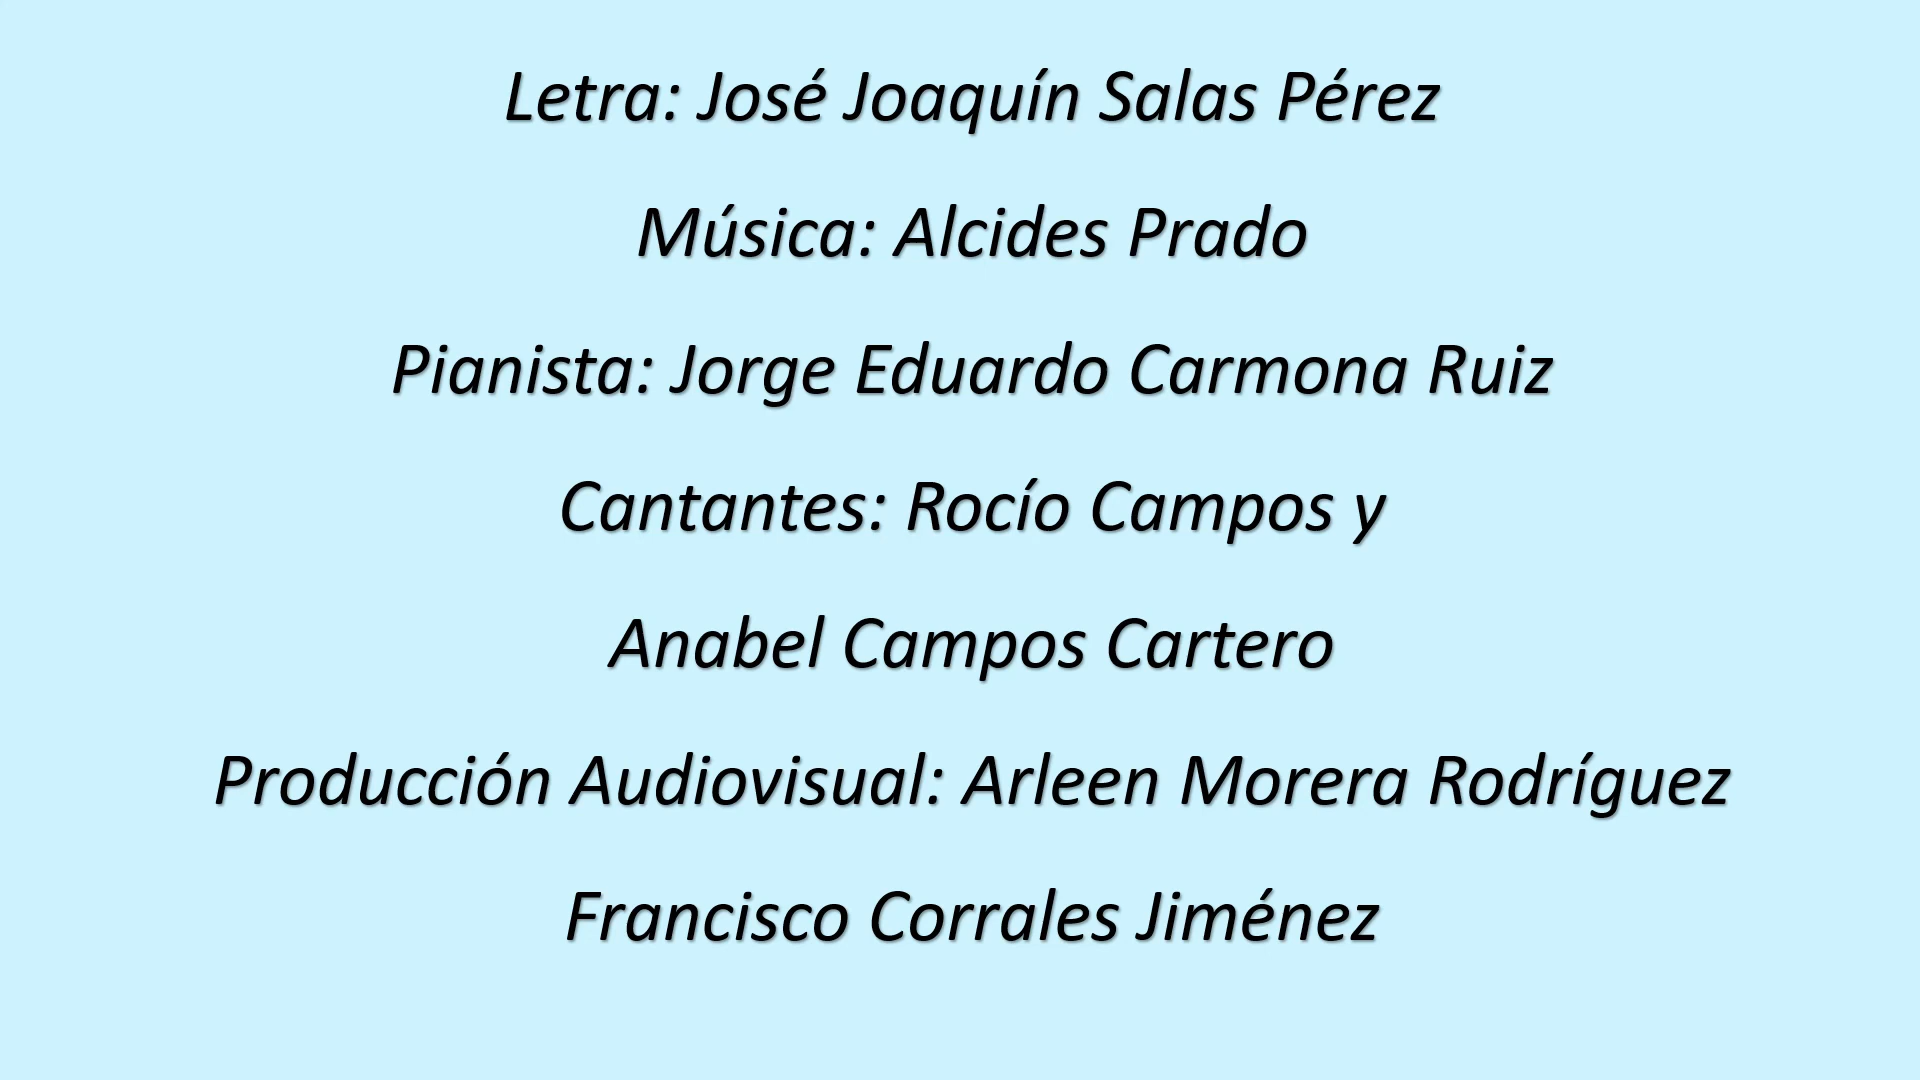 Letra: José Joaquín Salas Pérez
Música: Alcides Prado
Pianista: Jorge Eduardo Carmona Ruiz
Cantantes: Rocío Campos y
Anabel Campos Cartero
Producción Audiovisual: Arleen Morera Rodríguez
Francisco Corrales Jiménez